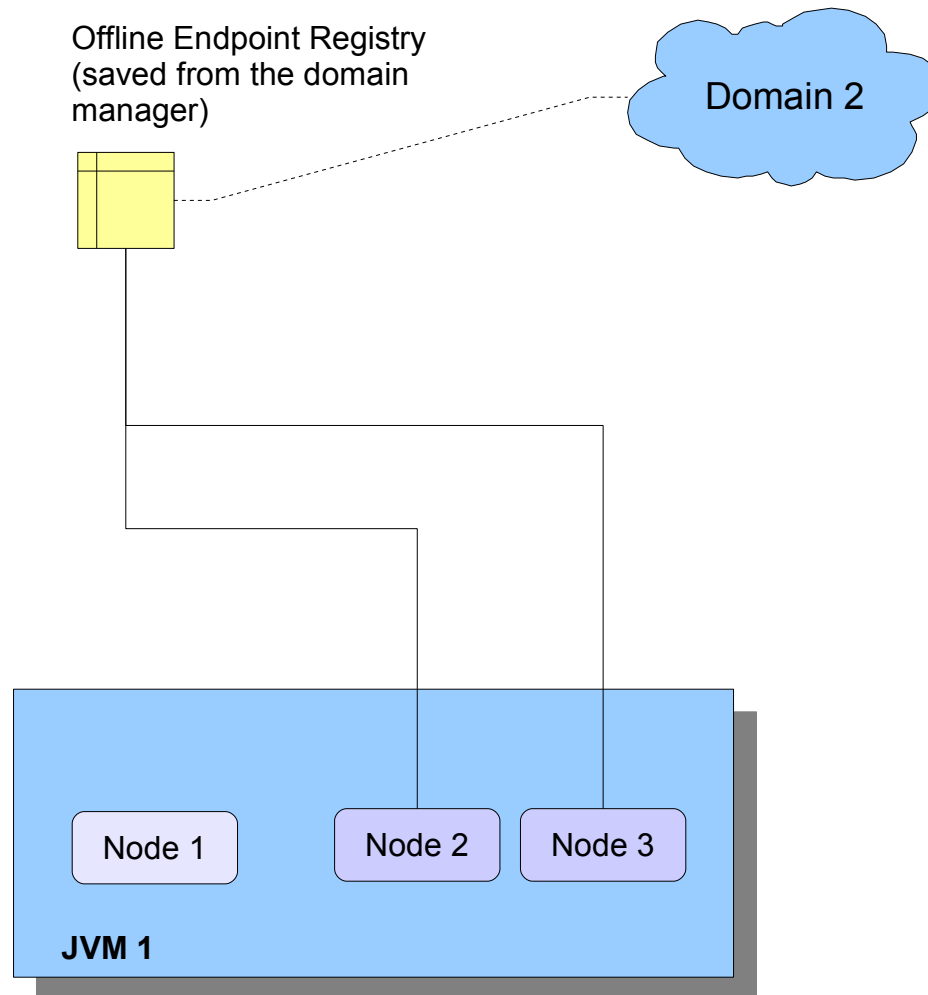 Offline Endpoint Registry
(saved from the domain
manager)
Domain 2
Node 1
Node 2
Node 3
JVM 1